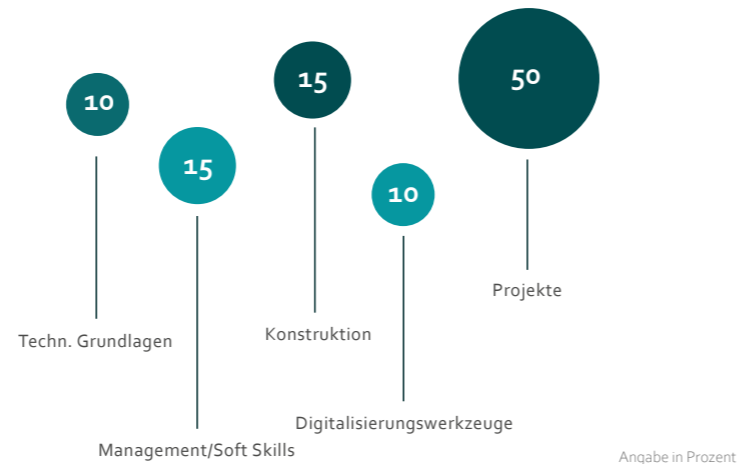 10
15
15
10
50
Techn. Grundlagen
Management/Soft Skills
Konstruktion
Digitalisierungswerkzeuge
Projekte
Angabe in Prozent